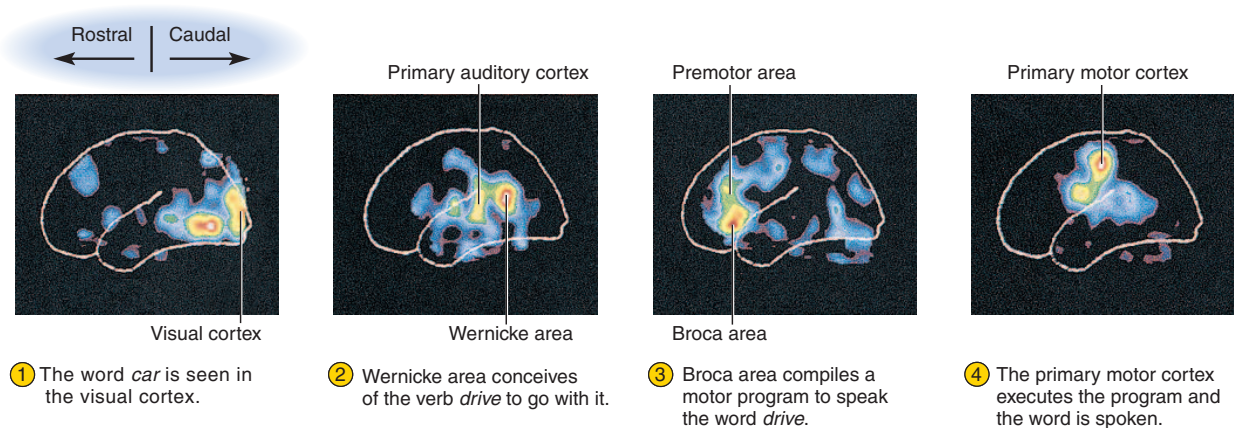 Rostral
Caudal
Primary auditory cortex
Premotor area
Primary motor cortex
Visual cortex
Wernicke area
Broca area
1 The word car is seen in
the visual cortex.
2 Wernicke area conceives
of the verb drive to go with it.
3 Broca area compiles a
motor program to speak
the word drive.
4 The primary motor cortex
executes the program and
the word is spoken.